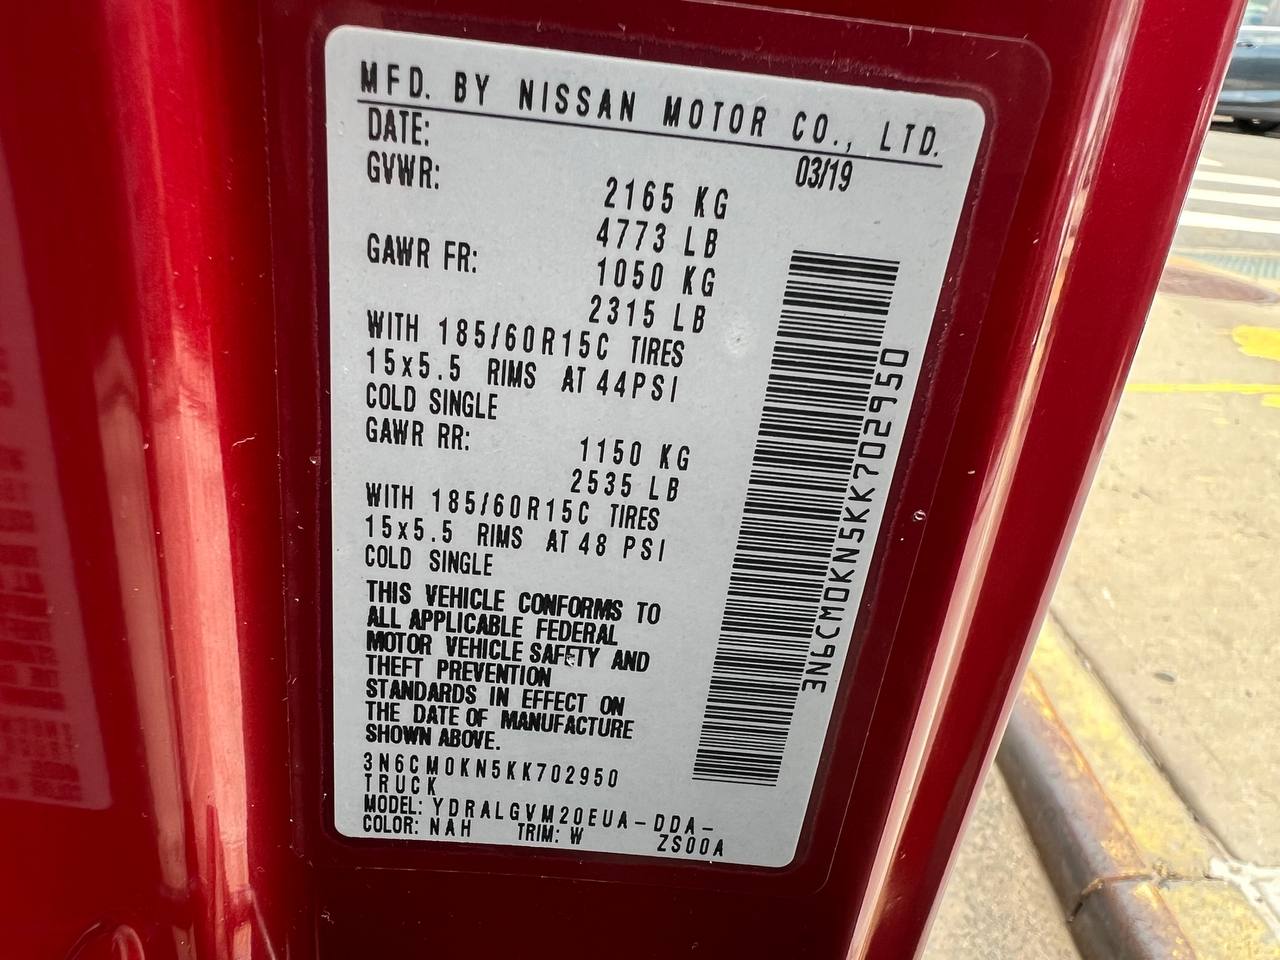 MFD. BY NISSAN MOTOR CO., LTD.
DATE: 03/19
GVWR: 2165 KG
4773 LB
GAWR FR: 1050 KG
2315 LB
WITH 185/60R15C TIRES
15x5.5 RIMS AT 44PSI
COLD SINGLE
GAWR RR: 1150 KG
2535 LB
WITH 185/60R15C TIRES
15x5.5 RIMS AT 48 PSI
COLD SINGLE
THIS VEHICLE CONFORMS TO
ALL APPLICABLE FEDERAL
MOTOR VEHICLE SAFETY AND
THEFT PREVENTION
STANDARDS IN EFFECT ON
THE DATE OF MANUFACTURE
SHOWN ABOVE.
3N6CM0KN5KK702950
TRUCK
MODEL: YDRALGVM20EUA-DDA-
COLOR: NAH TRIM: W ZS00A
3N6CM0KN5KK702950